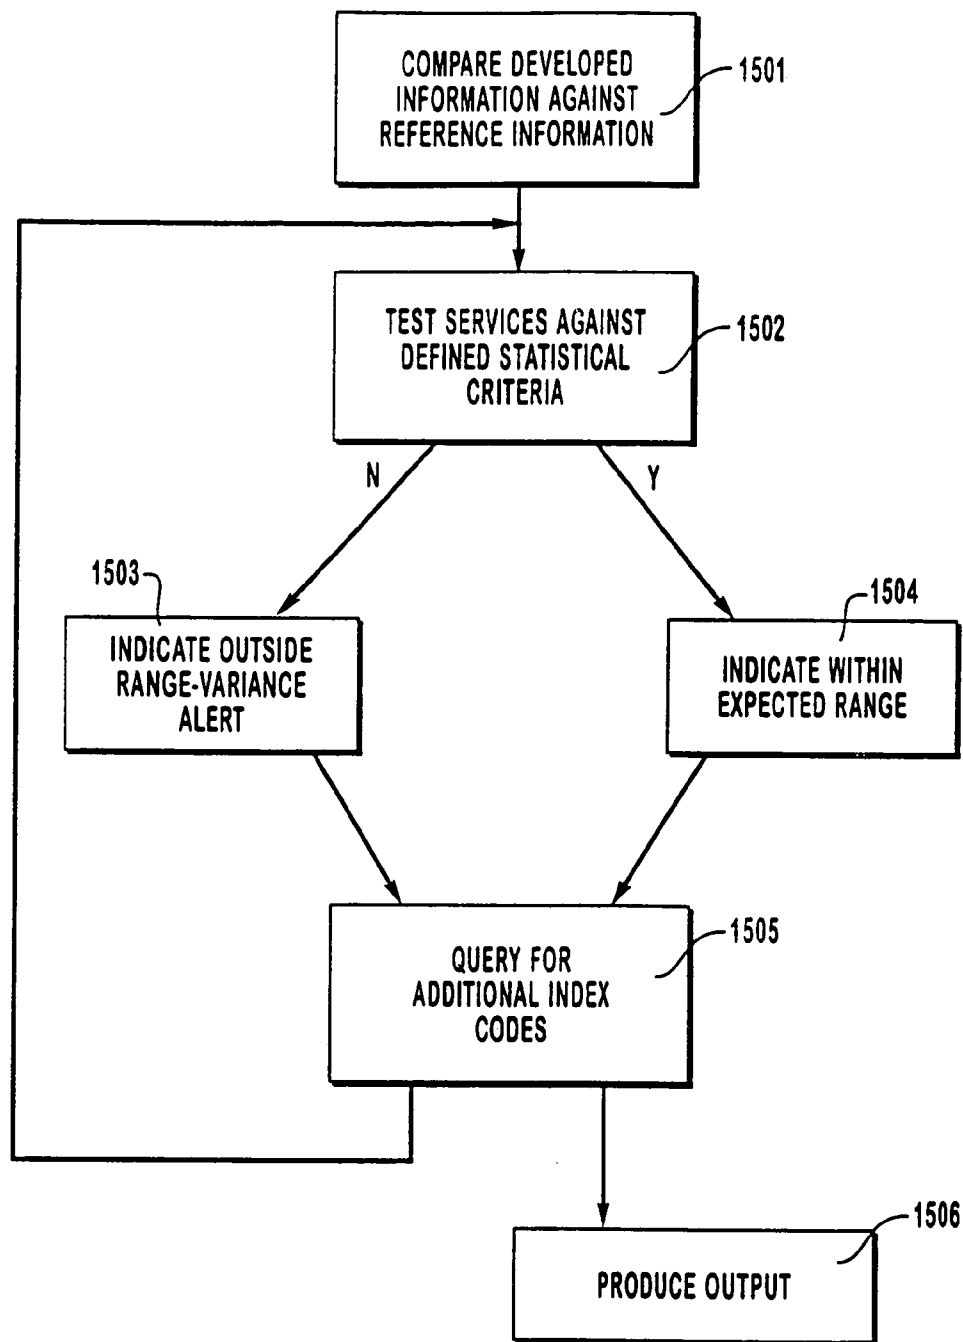 COMPARE DEVELOPED
INFORMATION AGAINST
REFERENCE INFORMATION
1501
TEST SERVICES AGAINST
DEFINED STATISTICAL
CRITERIA
1502
N
Y
1503
INDICATE OUTSIDE
RANGE-VARIANCE
ALERT
1504
INDICATE WITHIN
EXPECTED RANGE
QUERY FOR
ADDITIONAL INDEX
CODES
1505
PRODUCE OUTPUT
1506